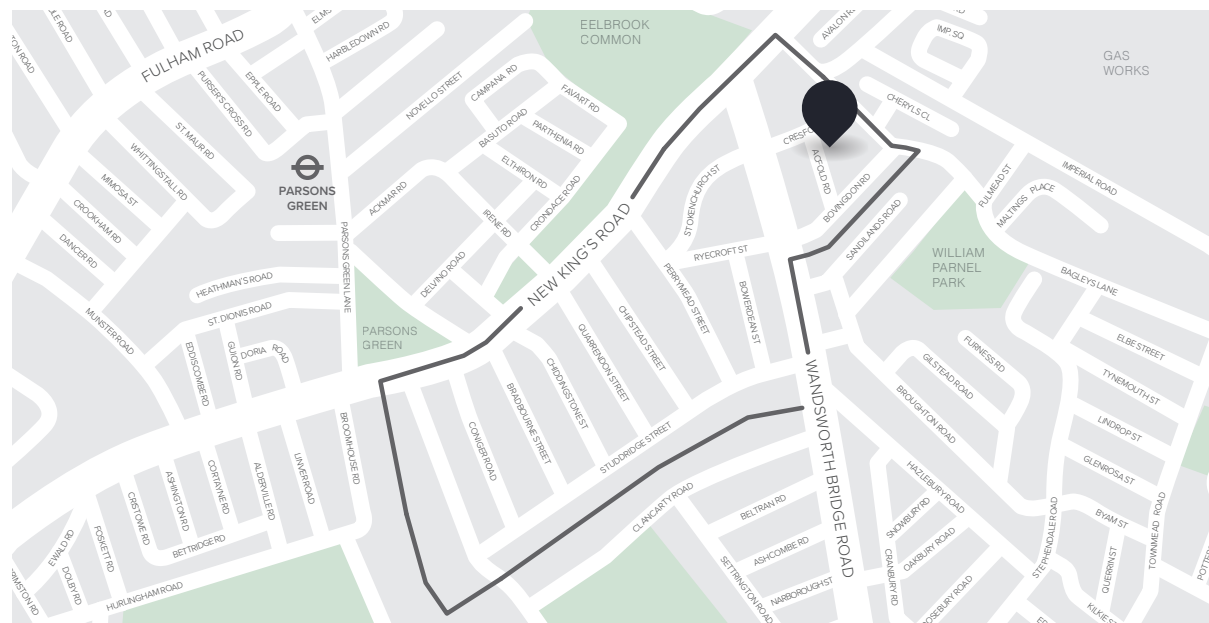 EELBROOK
COMMON
GAS
WORKS
IMP. SQ
FULHAM ROAD
HARBLEDOWN RD
PURSER'S CROSS RD
EPPLE ROAD
NOVELLO STREET
CAMPANA RD
FAVART RD
CHERYLS CL
BASUTO ROAD
PARTHENIA RD
ST. MAUR RD
WHITTINGSTALL RD
MIMOSA ST
CROOKHAM RD
DANCER RD
PARSONS
GREEN
ELTHIRON RD
CRONDACE ROAD
ACKMAR RD
IRENE RD
STOKENCHURCH ST
ACFOLD RD
BOVINGDON RD
SANDILANDS ROAD
FULMEAD ST
IMPERIAL ROAD
MALTINGS PLACE
PARSONS GREEN LANE
NEW KING'S ROAD
RYECROFT ST
WILLIAM
PARNEL
PARK
BAGLEYS LANE
DELVINO ROAD
HEATHMAN'S ROAD
ST. DIONIS ROAD
PERRYMEAD STREET
BOWERDEAN ST
MUNSTER ROAD
PARSONS
GREEN
EDDISCOMBE RD
GUION RD
DORIA ROAD
CHIPSTEAD STREET
QUARRENDON STREET
CHIDDINGSTONE ST
BRADBOURNE STREET
CONIGER ROAD
STUDDRIDGE STREET
WANDSWORTH BRIDGE ROAD
FURNESS RD
GILSTEAD ROAD
BROUGHTON ROAD
ELBE STREET
TYNEMOUTH ST
LINDROP ST
GLENROSA ST
BYAM ST
BROOMHOUSE RD
LINVER ROAD
ALDERVILLE RD
CORTAYNE RD
ASHINGTON RD
CRISTOWE RD
BETTRIDGE RD
FOSKETT RD
EWALD RD
DOLBY RD
HURLINGHAM ROAD
CLANCARTY ROAD
BELTRAN RD
ASHCOMBE RD
NARBOROUGH ST
SETTRINGTON ROAD
HAZLEBURY ROAD
SNOWBURY RD
OAKBURY ROAD
CRANBURY RD
STEPHENDALE ROAD
QUERRIN ST
TOWNMEAD ROAD